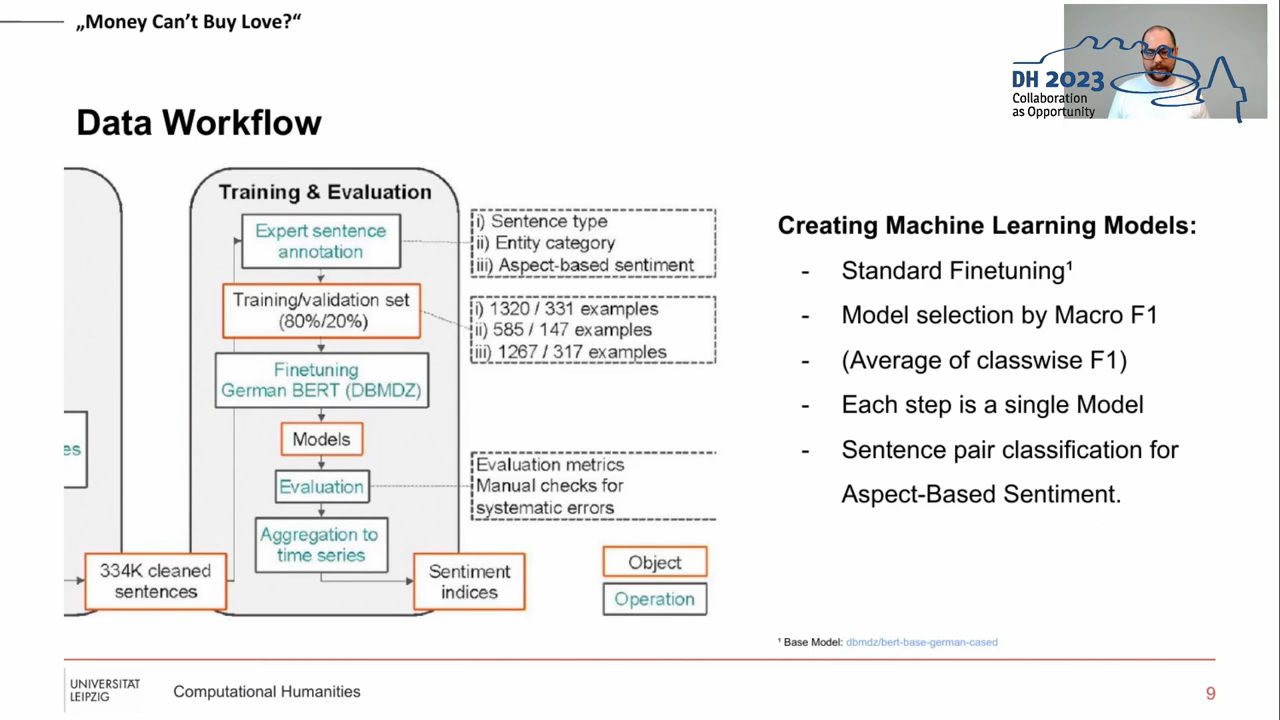 „Money Can't Buy Love?“
DH 2023
Collaboration
as Opportunity
Data Workflow
Training & Evaluation
Expert sentence
annotation
i) Sentence type
ii) Entity category
iii) Aspect-based sentiment
Training/validation set
(80%/20%)
i) 1320 / 331 examples
ii) 585 / 147 examples
iii) 1267 / 317 examples
Finetuning
German BERT (DBMDZ)
Models
Evaluation
Evaluation metrics
Manual checks for
systematic errors
Aggregation to
time series
es
334K cleaned
sentences
Sentiment
indices
Object
Operation
Creating Machine Learning Models:
- Standard Finetuning¹
- Model selection by Macro F1
- (Average of classwise F1)
- Each step is a single Model
- Sentence pair classification for
Aspect-Based Sentiment.
¹ Base Model: dbmdz/bert-base-german-cased
UNIVERSITÄT
LEIPZIG
Computational Humanities
9